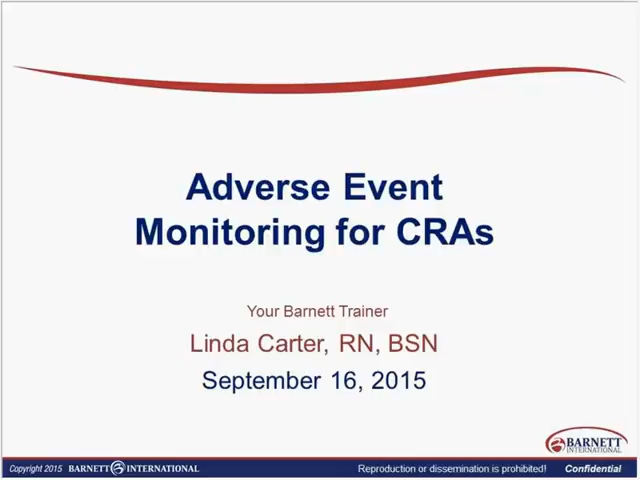 Adverse Event
Monitoring for CRAs
Your Barnett Trainer
Linda Carter, RN, BSN
September 16, 2015
BARNETT
INTERNATIONAL
Copyright 2015 BARNETT INTERNATIONAL Reproduction or dissemination is prohibited! Confidential